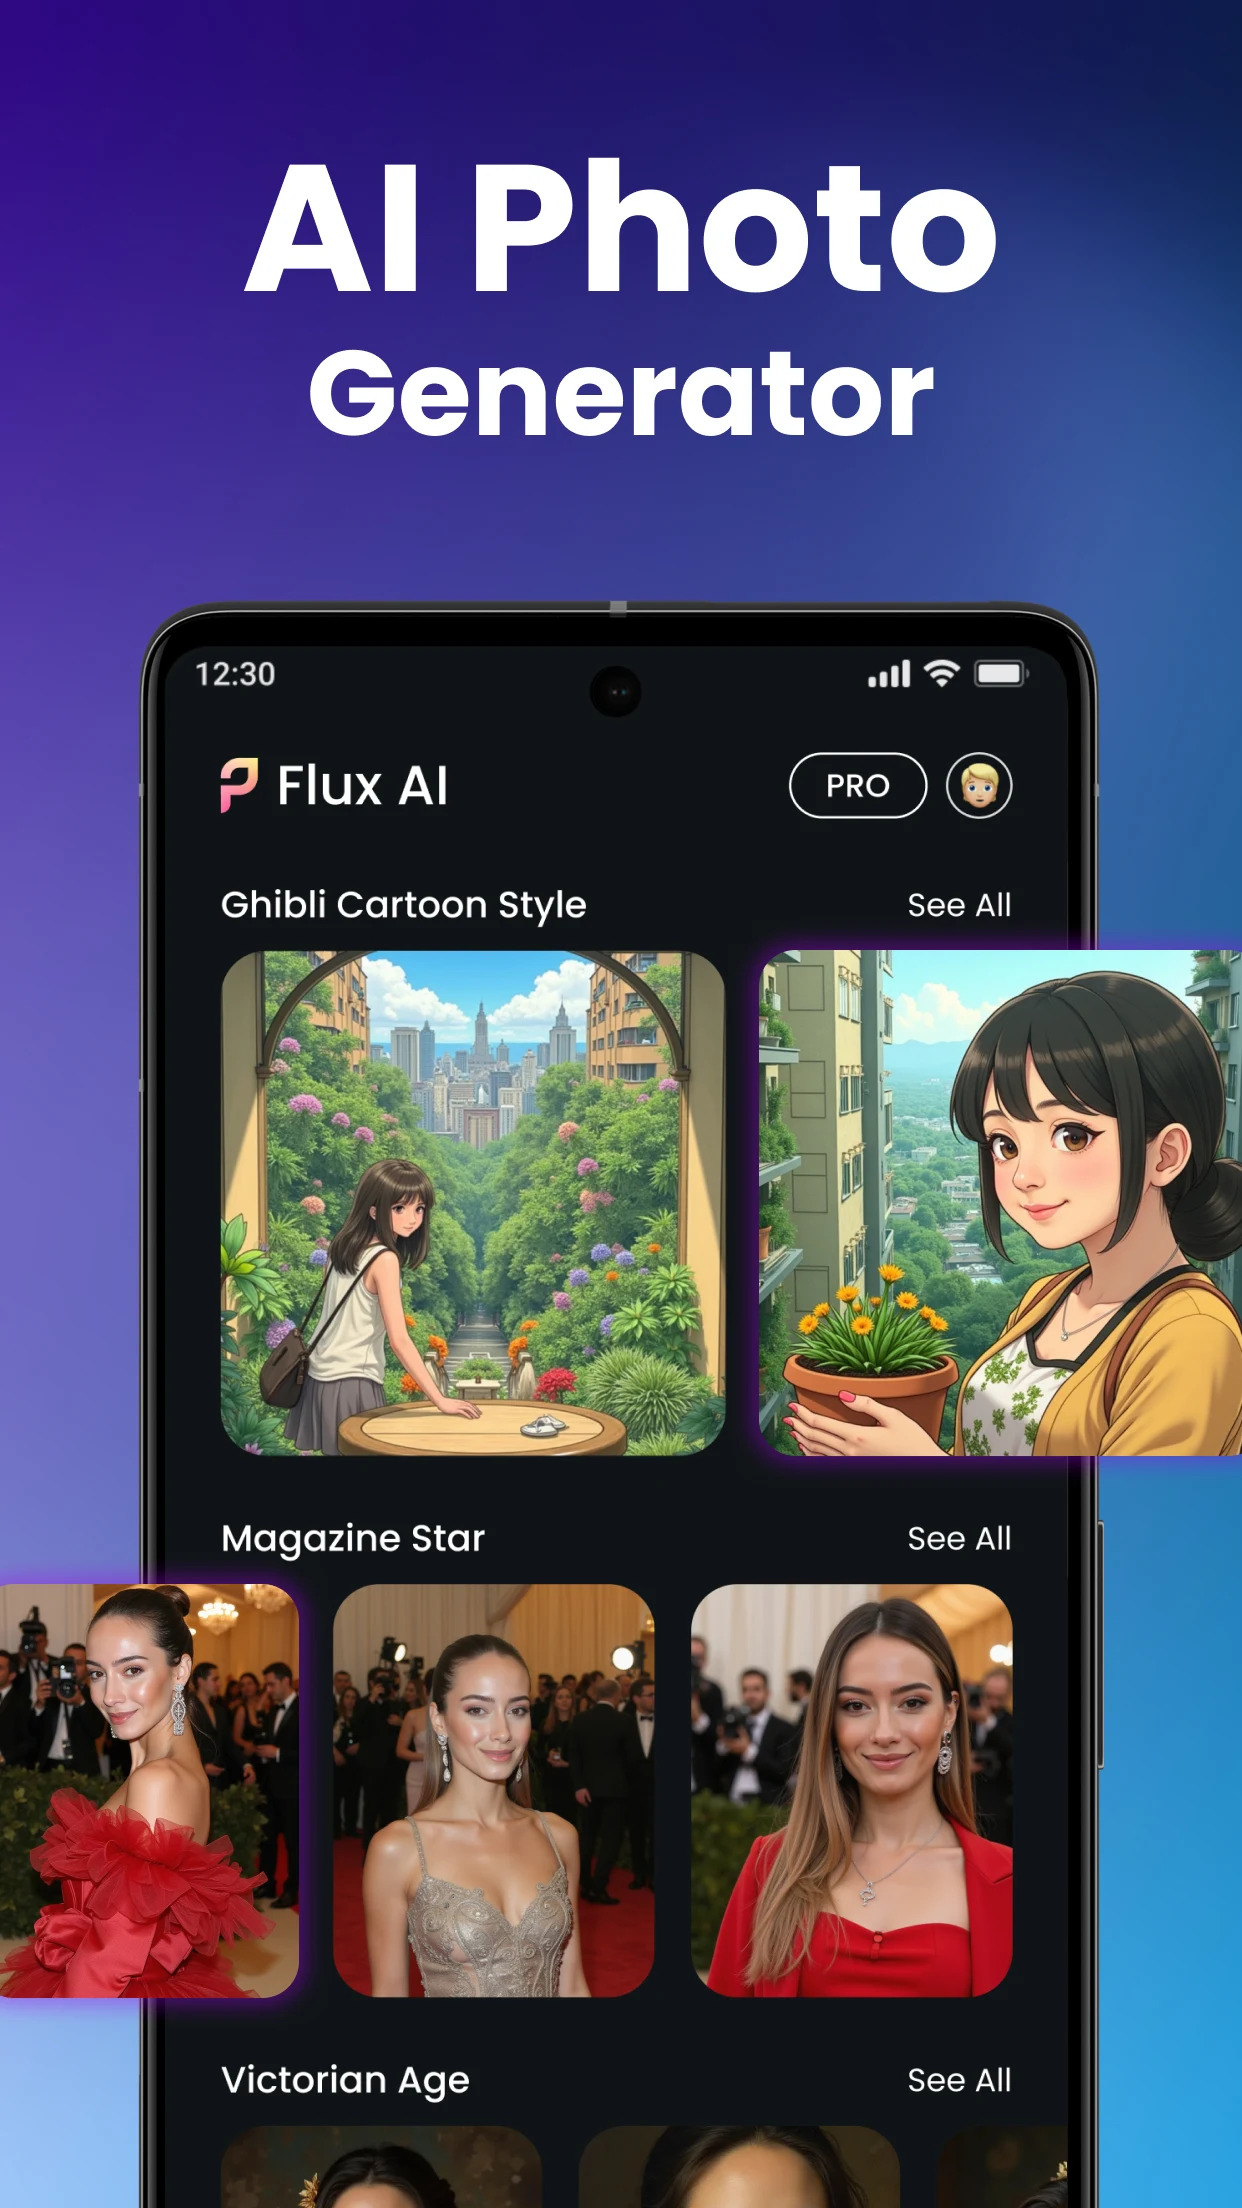 AI Photo
Generator
12:30
Flux AI
PRO
Ghibli Cartoon Style
See All
Magazine Star
See All
Victorian Age
See All